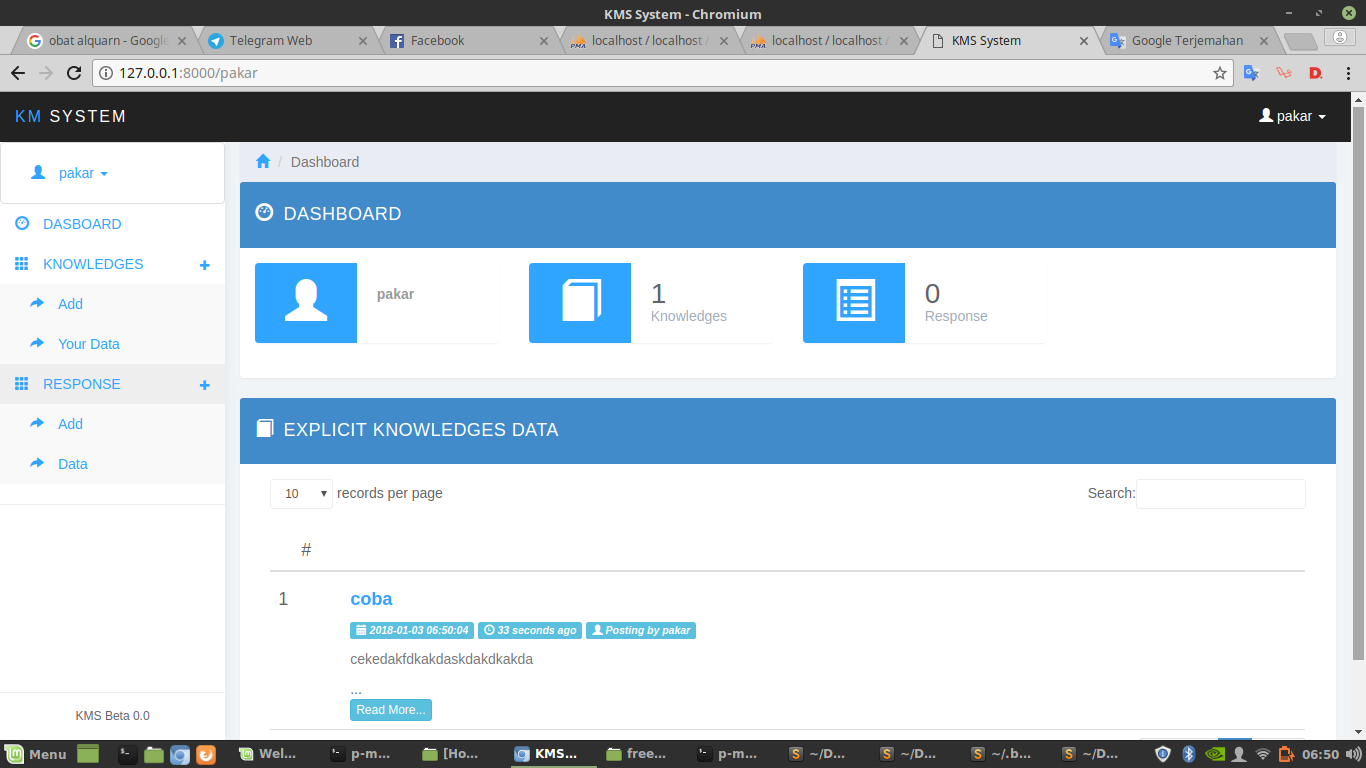 KMS System - Chromium
obat alquarn - Google
Telegram Web
Facebook
localhost / localhost /
localhost / localhost /
KMS System
Google Terjemahan
127.0.0.1:8000/pakar
D.
KM SYSTEM
pakar
pakar
DASBOARD
KNOWLEDGES
Add
Your Data
RESPONSE
Add
Data
KMS Beta 0.0
/ Dashboard
DASHBOARD
pakar
1
Knowledges
0
Response
EXPLICIT KNOWLEDGES DATA
10 records per page
Search:
#
1
coba
2018-01-03 06:50:04 33 seconds ago Posting by pakar
cekedakfdkakdaskdakdkakda
...
Read More...
Menu
Wel...
p-m...
[Ho...
KMS...
free...
p-m...
~/D...
~/D...
~/.b...
~/D...
06:50